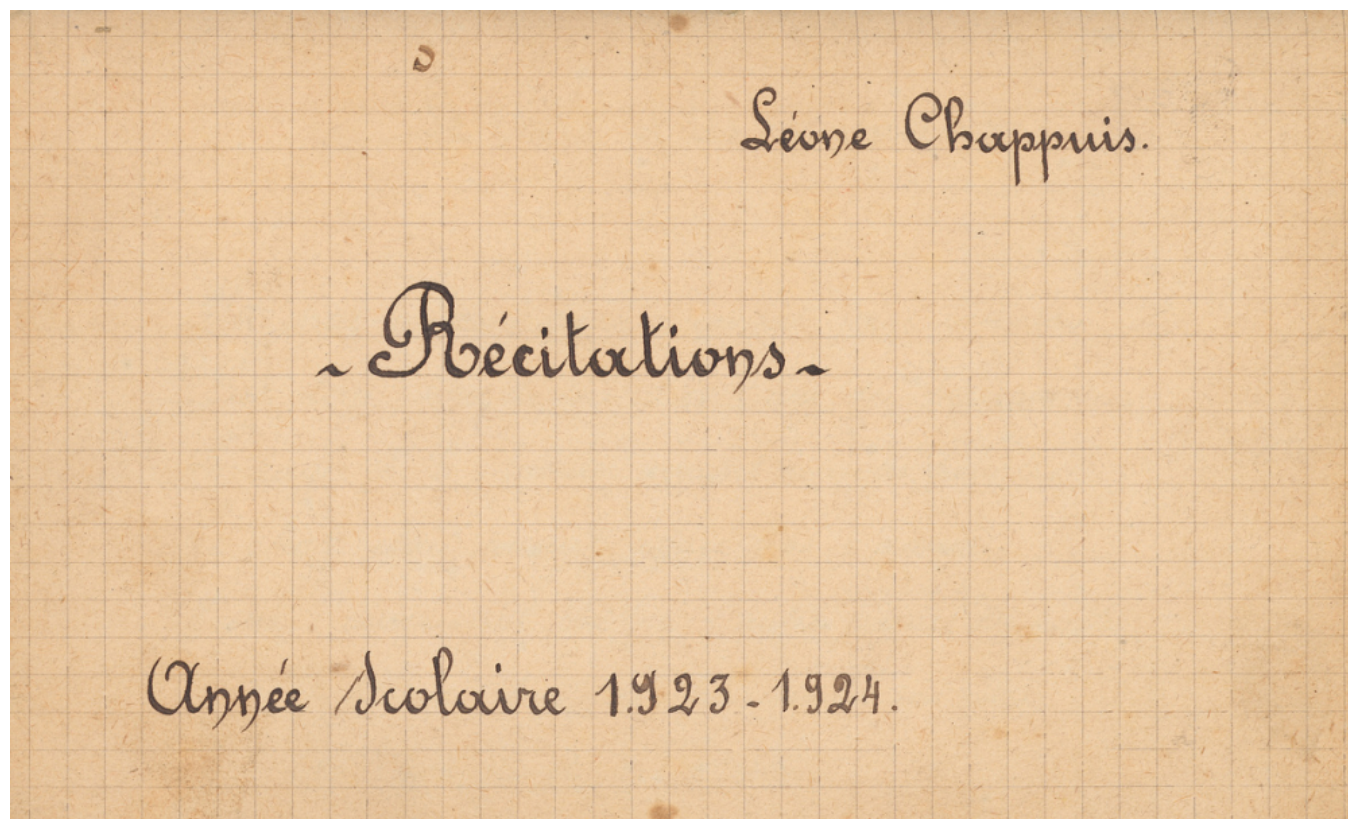 Léone Chappuis.
- Récitations -
Année Scolaire 1.923-1.924.